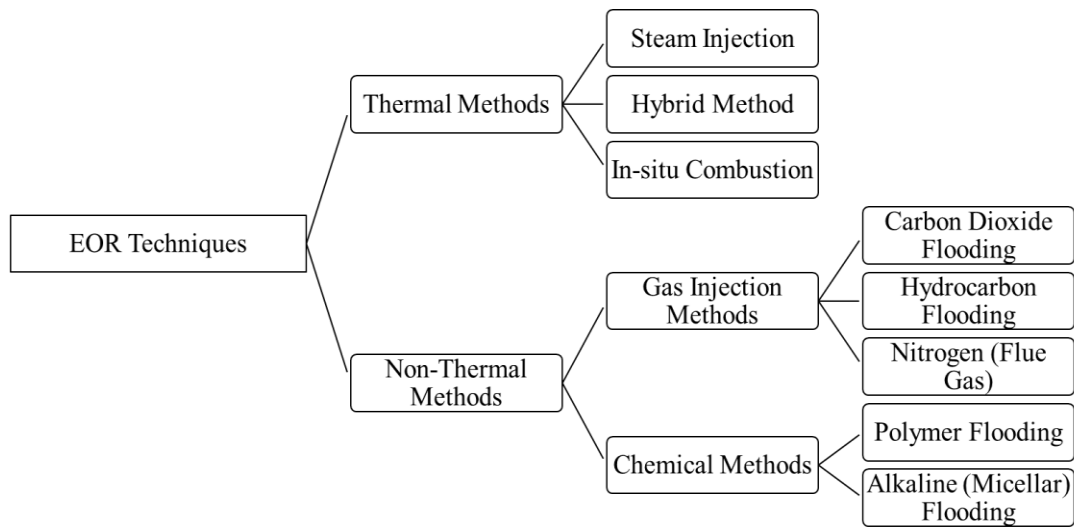 Steam Injection
Thermal Methods
Hybrid Method
In-situ Combustion
EOR Techniques
Carbon Dioxide
Flooding
Gas Injection
Methods
Hydrocarbon
Flooding
Nitrogen (Flue
Gas)
Non-Thermal
Methods
Polymer Flooding
Chemical Methods
Alkaline (Micellar)
Flooding